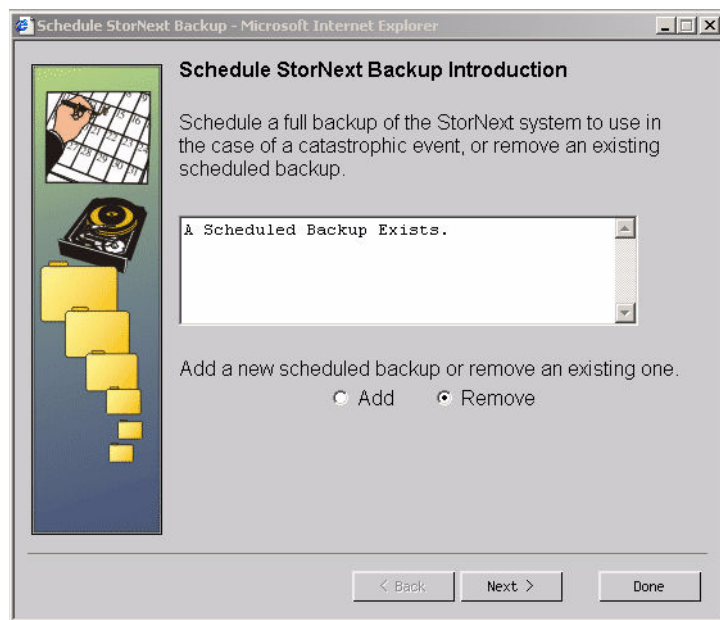 Schedule StorNext Backup - Microsoft Internet Explorer
Schedule StorNext Backup Introduction
Schedule a full backup of the StorNext system to use in
the case of a catastrophic event, or remove an existing
scheduled backup.
A Scheduled Backup Exists.
Add a new scheduled backup or remove an existing one.
Add Remove
< Back Next > Done